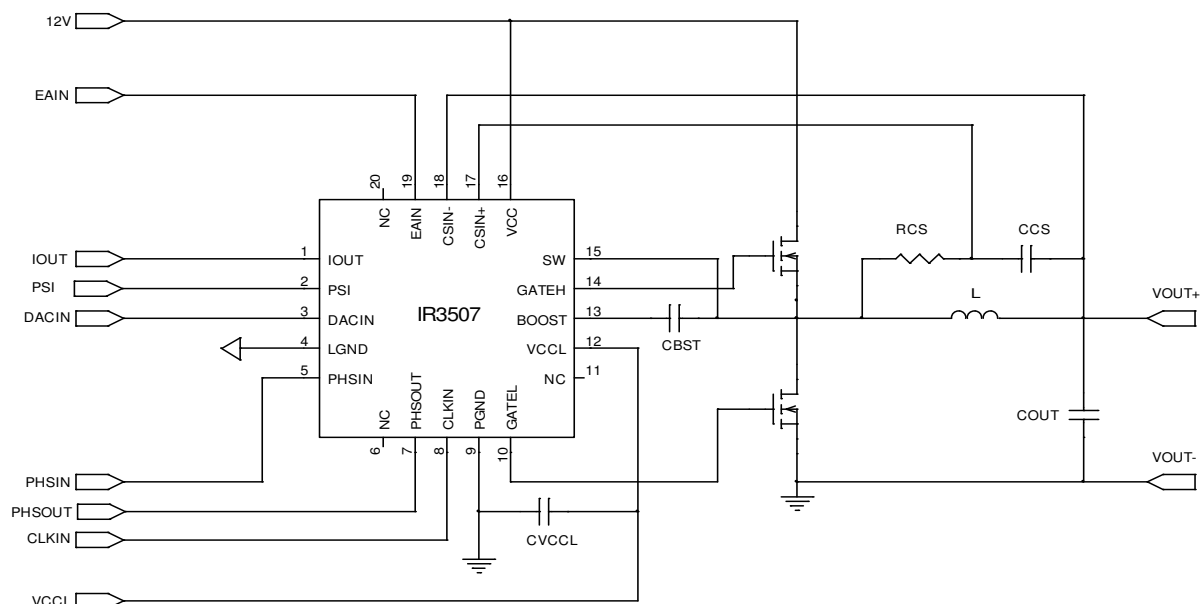 12V
EAIN
20
19
18
17
16
NC
EAIN
CSIN-
CSIN+
VCC
RCS
CCS
IOUT
1
IOUT
SW
15
PSI
2
PSI
GATEH
14
L
VOUT+
DACIN
3
DACIN
IR3507
BOOST
13
CBST
4
LGND
VCCL
12
5
PHSIN
NC
11
NC
PHSOUT
CLKIN
PGND
GATEL
6
7
8
9
10
COUT
VOUT-
PHSIN
PHSOUT
CLKIN
CVCCL
VCCL